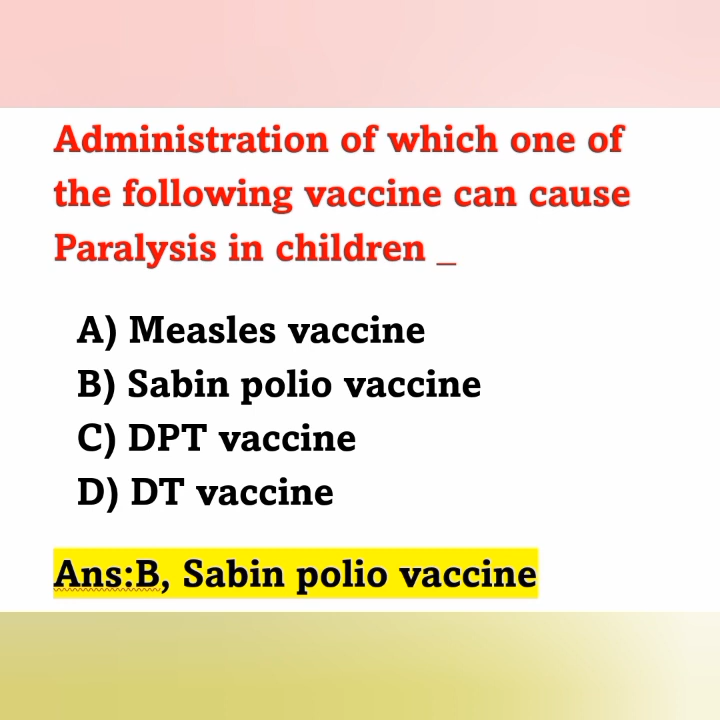 Administration of which one of
the following vaccine can cause
Paralysis in children _
A) Measles vaccine
B) Sabin polio vaccine
C) DPT vaccine
D) DT vaccine
Ans:B, Sabin polio vaccine